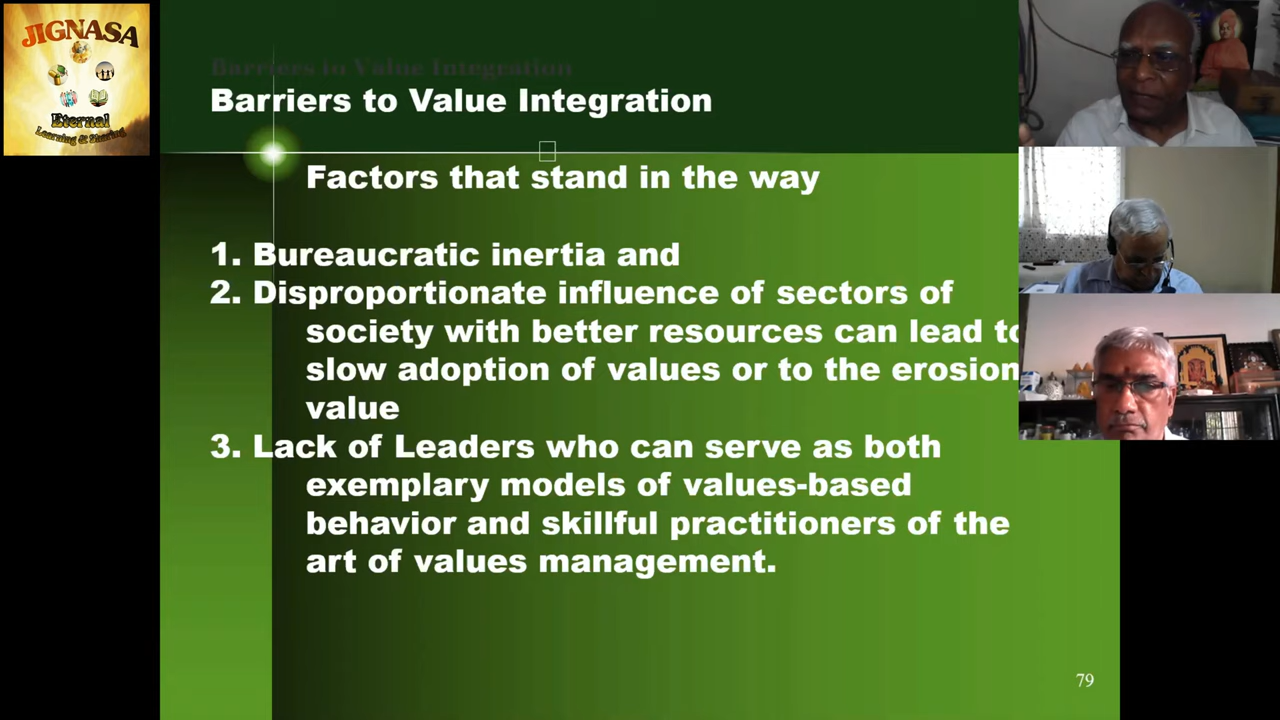 JIGNASA
Eternal
Learning & Sharing
Barriers to Value Integration
Barriers to Value Integration
Factors that stand in the way
1. Bureaucratic inertia and
2. Disproportionate influence of sectors of
society with better resources can lead to
slow adoption of values or to the erosion
value
3. Lack of Leaders who can serve as both
exemplary models of values-based
behavior and skillful practitioners of the
art of values management.
79